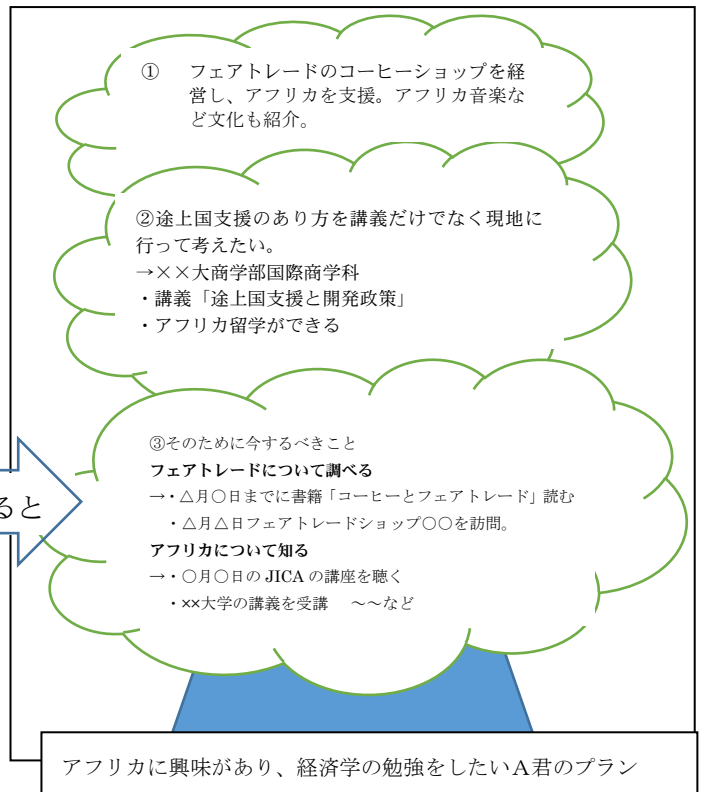 ① フェアトレードのコーヒーショップを経
営し、アフリカを支援。アフリカ音楽な
ど文化も紹介。
②途上国支援のあり方を講義だけでなく現地に
行って考えたい。
→××大商学部国際商学科
・講義「途上国支援と開発政策」
・アフリカ留学ができる
ると
③そのために今するべきこと
フェアトレードについて調べる
→・△月〇日までに書籍「コーヒーとフェアトレード」読む
・△月△日フェアトレードショップ〇〇を訪問。
アフリカについて知る
→・〇月〇日の JICA の講座を聴く
・××大学の講義を受講 ～～など
アフリカに興味があり、経済学の勉強をしたいA君のプラン